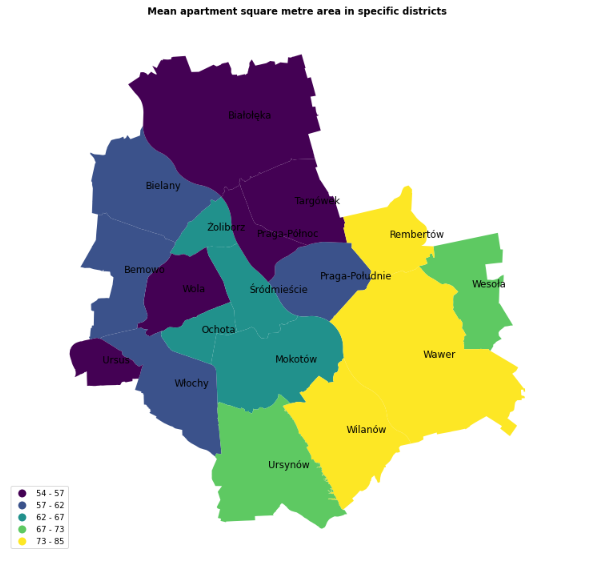 Mean apartment square metre area in specific districts
Białołęka
Bielany
Targówek
Żoliborz
Praga-Północ
Rembertów
Bemowo
Praga-Południe
Wesoła
Wola
Śródmieście
Ochota
Wawer
Ursus
Mokotów
Włochy
Wilanów
Ursynów
54 - 57
57 - 62
62 - 67
67 - 73
73 - 85